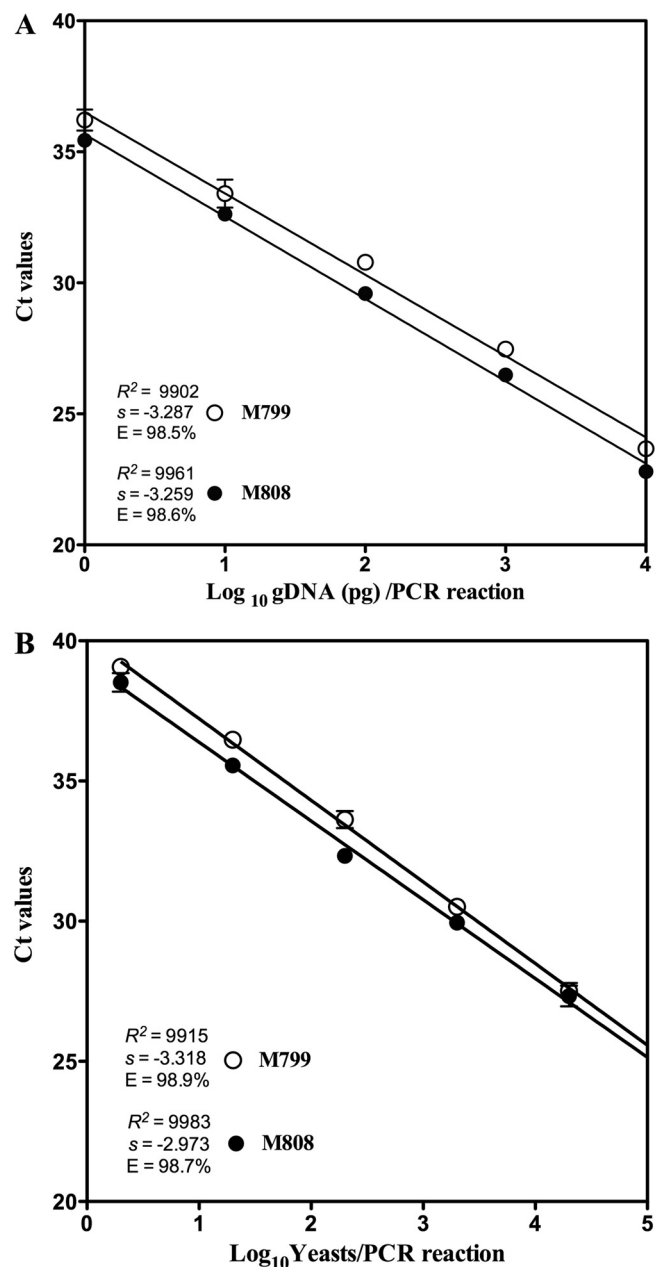 A
40
35
30
25
20
Ct values
R² = 9902
s = -3.287
E = 98.5%
M799
R² = 9961
s = -3.259
E = 98.6%
M808
0 1 2 3 4
Log 10 gDNA (pg) /PCR reaction
B
40
35
30
25
20
Ct values
R² = 9915
s = -3.318
E = 98.9%
M799
R² = 9983
s = -2.973
E = 98.7%
M808
0 1 2 3 4 5
Log10Yeasts/PCR reaction